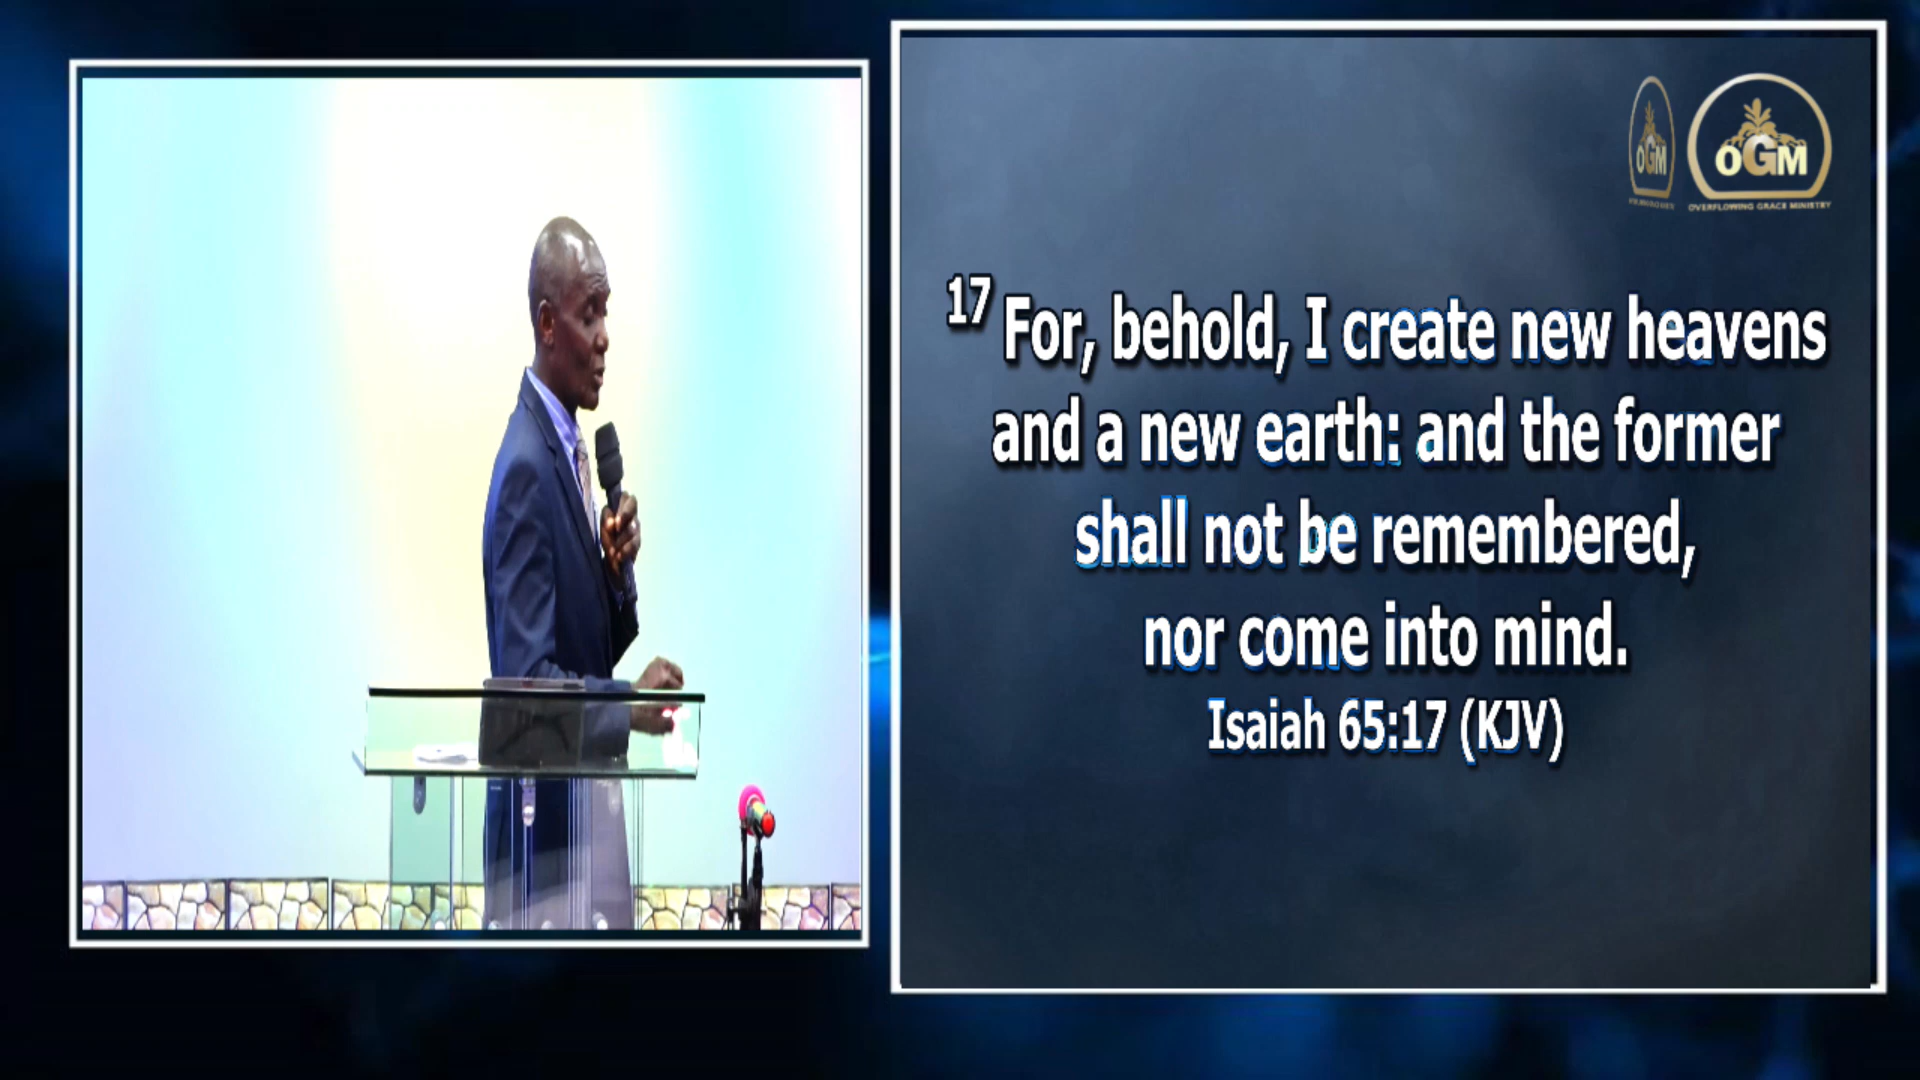 OGM
OGM
OVERFLOWING GRACE MINISTRY
17 For, behold, I create new heavens
and a new earth: and the former
shall not be remembered,
nor come into mind.
Isaiah 65:17 (KJV)